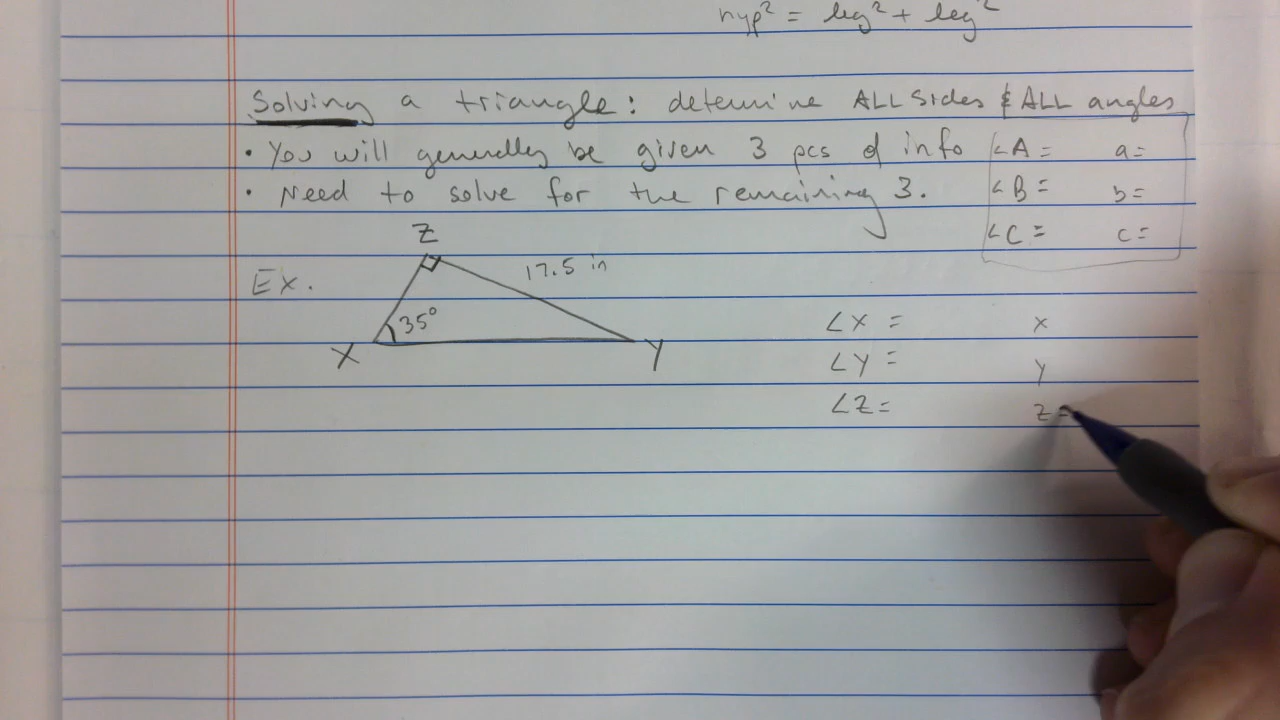 hyp² = leg² + leg²
Solving a triangle: determine ALL sides & ALL angles
• You will generally be given 3 pcs of info
∠A = a=
• Need to solve for the remaining 3.
∠B = b=
∠C = c=
Z
17.5 in
Ex.
35°
X Y
∠X = x
∠Y = y
∠Z = z =